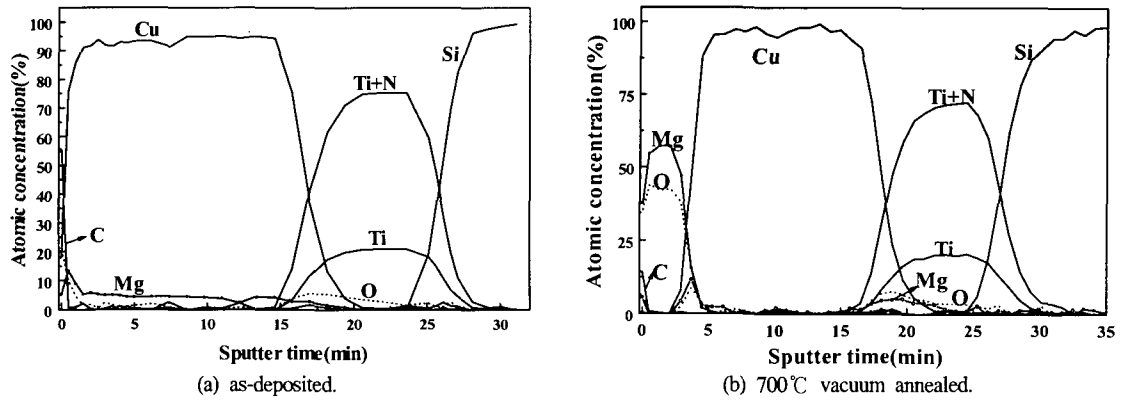 Atomic concentration(%)
100
90
80
70
60
50
40
30
20
10
0
Cu
Si
Ti+N
C
Mg
Ti
O
0 5 10 15 20 25 30
Sputter time(min)
(a) as-deposited.
Atomic concentration(%)
100
75
50
25
0
Cu
Si
Ti+N
Mg
O
C
Ti
Mg
O
0 5 10 15 20 25 30 35
Sputter time(min)
(b) 700℃ vacuum annealed.